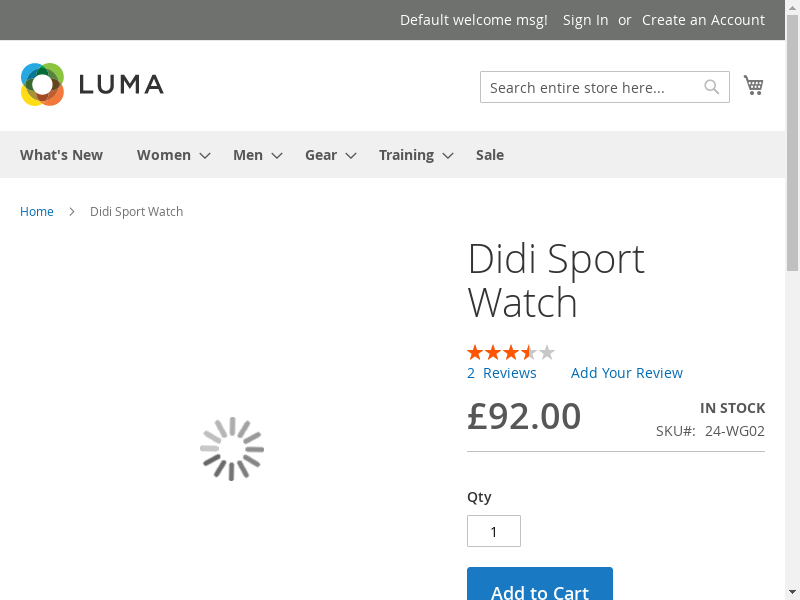 Default welcome msg! Sign In or Create an Account
LUMA
Search entire store here...
What's New Women Men Gear Training Sale
Home Didi Sport Watch
Didi Sport
Watch
2 Reviews Add Your Review
£92.00
IN STOCK
SKU#: 24-WG02
Qty
1
Add to Cart